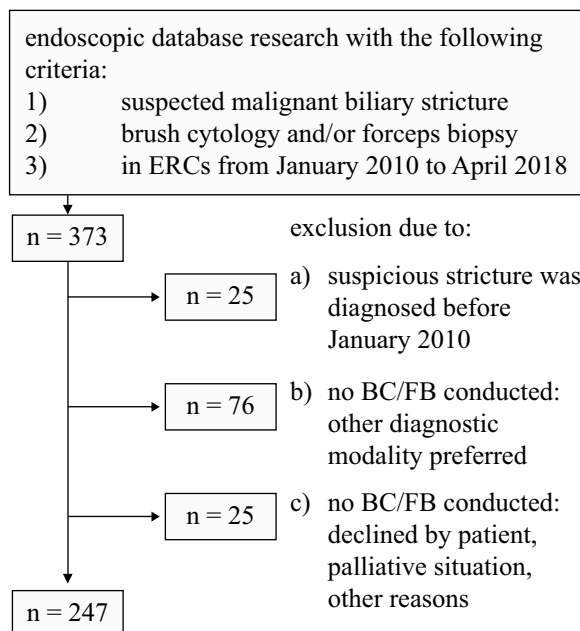 endoscopic database research with the following
criteria:
1) suspected malignant biliary stricture
2) brush cytology and/or forceps biopsy
3) in ERCs from January 2010 to April 2018
n = 373
exclusion due to:
n = 25
a) suspicious stricture was
diagnosed before
January 2010
n = 76
b) no BC/FB conducted:
other diagnostic
modality preferred
n = 25
c) no BC/FB conducted:
declined by patient,
palliative situation,
other reasons
n = 247